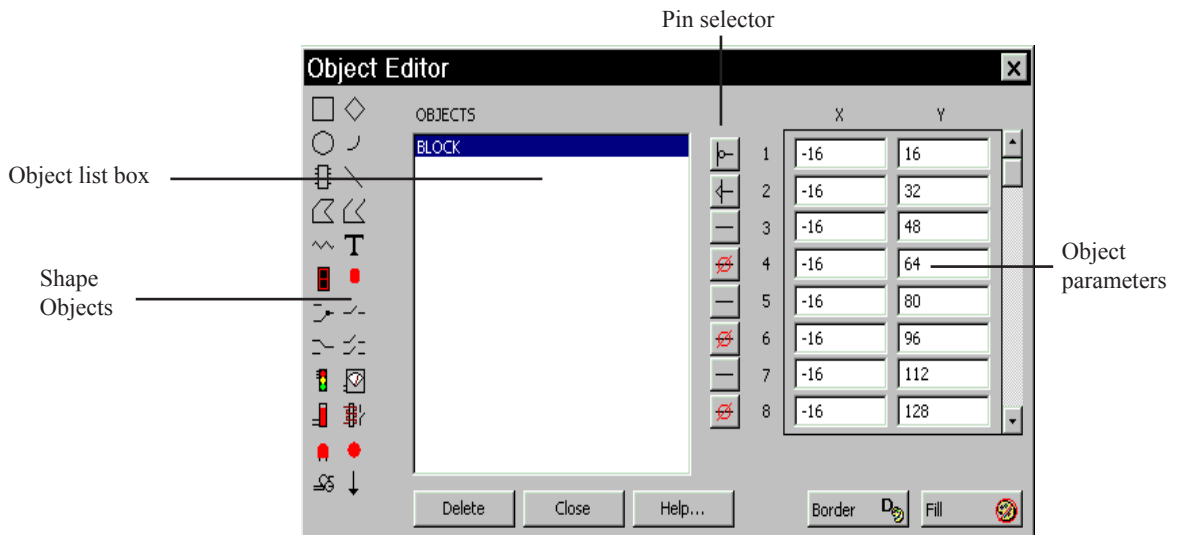 Pin selector
Object Editor
OBJECTS
X Y
BLOCK
1 -16 16
2 -16 32
3 -16 48
4 -16 64
5 -16 80
6 -16 96
7 -16 112
8 -16 128
Object list box
Shape
Objects
Object
parameters
T
Delete Close Help... Border D Fill